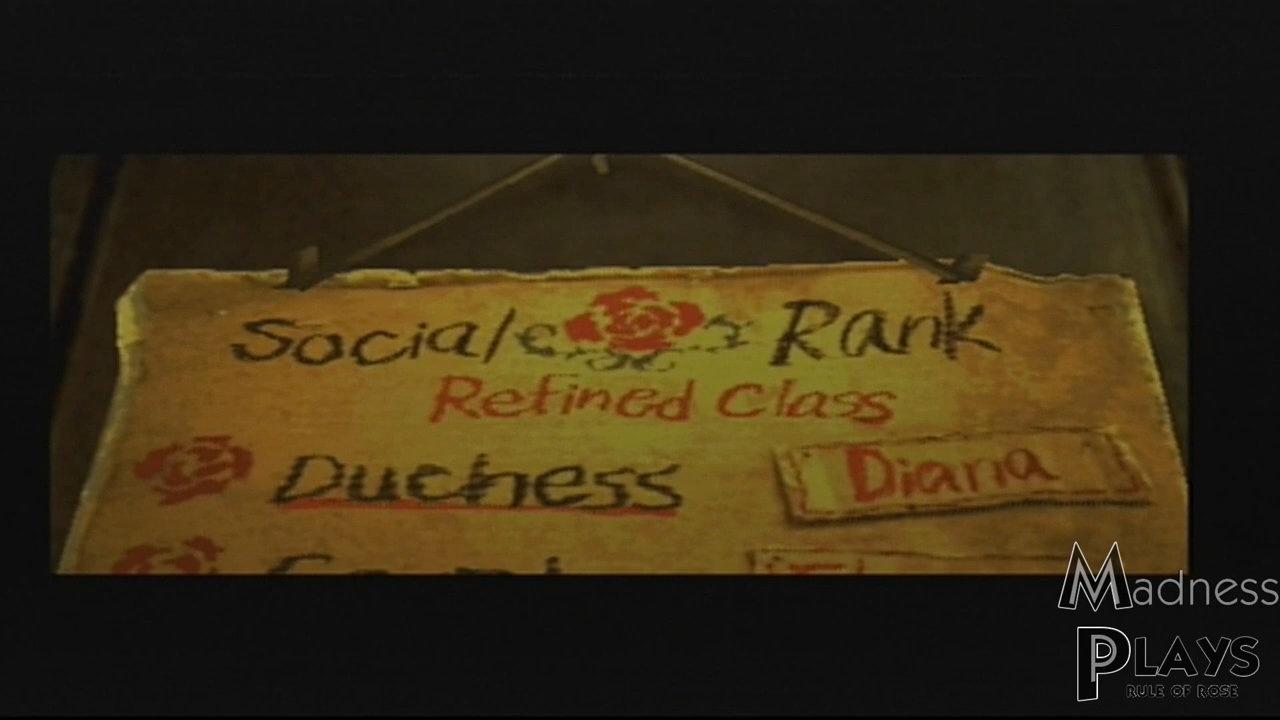 Social Rank
Refined Class
Duchess
Diana
Madness
PLAYS
RULE OF ROSE